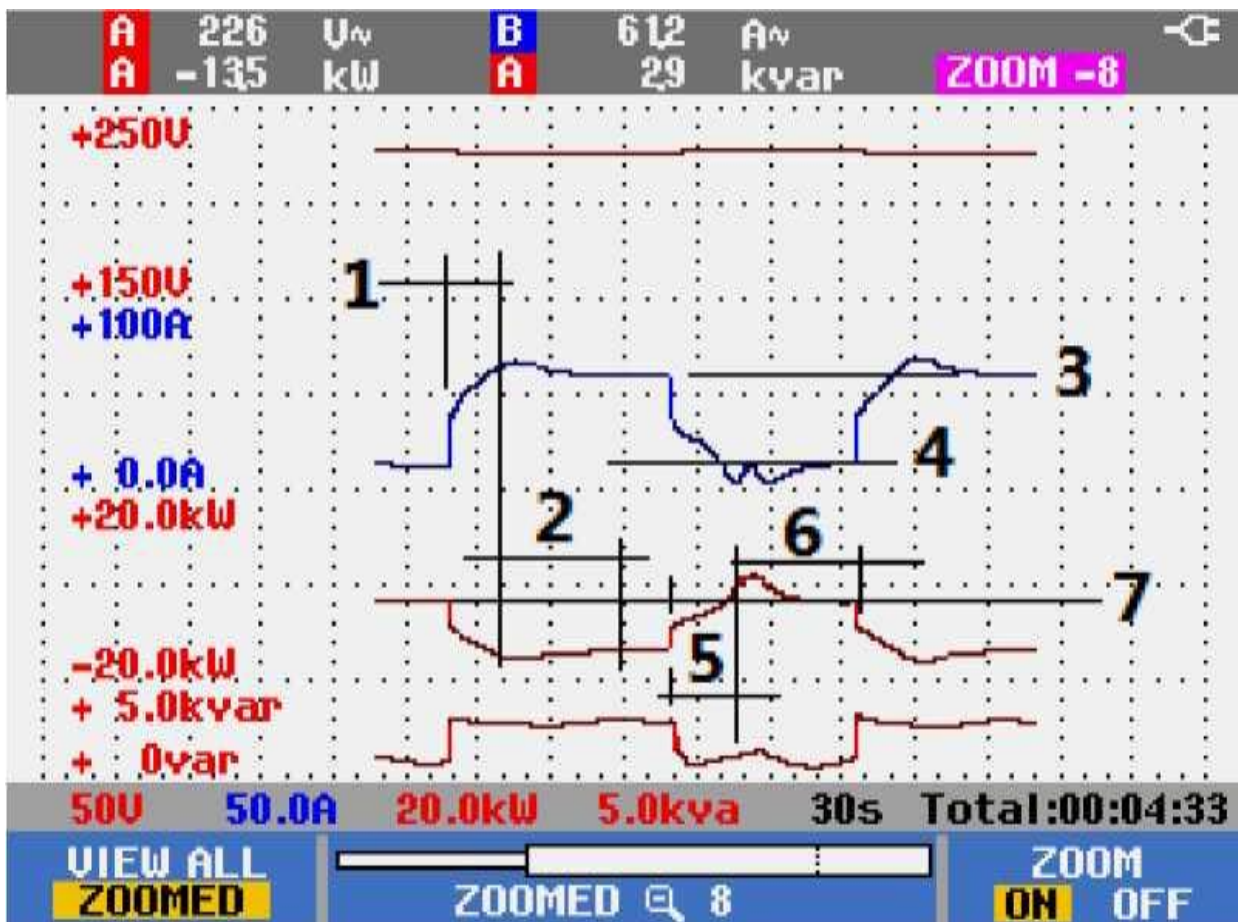 A 226 V~ B 61,2 A~
A -13,5 kW A 2,9 kvar ZOOM -8
+250V
+150V
1
+100A
3
4
+ 0.0A
+20.0kW
2
6
7
5
-20.0kW
+ 5.0kvar
+ 0var
50V 50.0A 20.0kW 5.0kva 30s Total:00:04:33
VIEW ALL ZOOM
ZOOMED ZOOMED 8 ON OFF